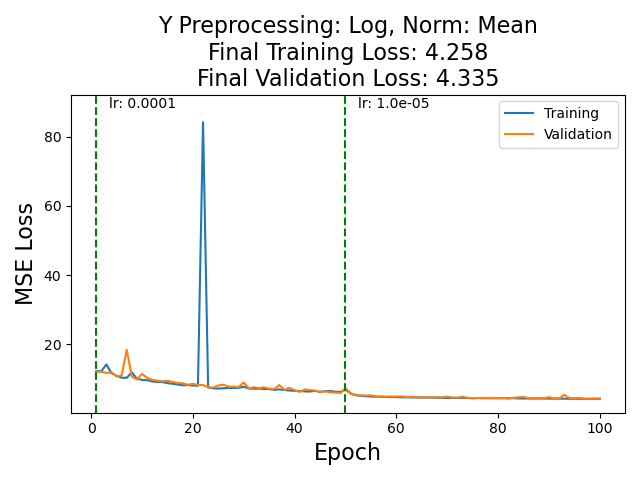 Y Preprocessing: Log, Norm: Mean
Final Training Loss: 4.258
Final Validation Loss: 4.335
lr: 0.0001
lr: 1.0e-05
Training
Validation
80
60
40
20
MSE Loss
0
20
40
60
80
100
Epoch